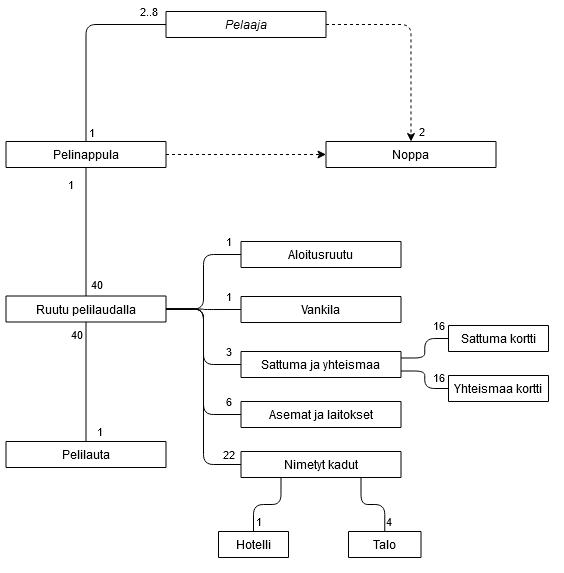 2..8
Pelaaja
1
2
Pelinappula
Noppa
1
40
1
Aloitusruutu
Ruutu pelilaudalla
1
Vankila
40
3
Sattuma ja yhteismaa
16
Sattuma kortti
16
Yhteismaa kortti
6
Asemat ja laitokset
1
Pelilauta
22
Nimetyt kadut
1
4
Hotelli
Talo